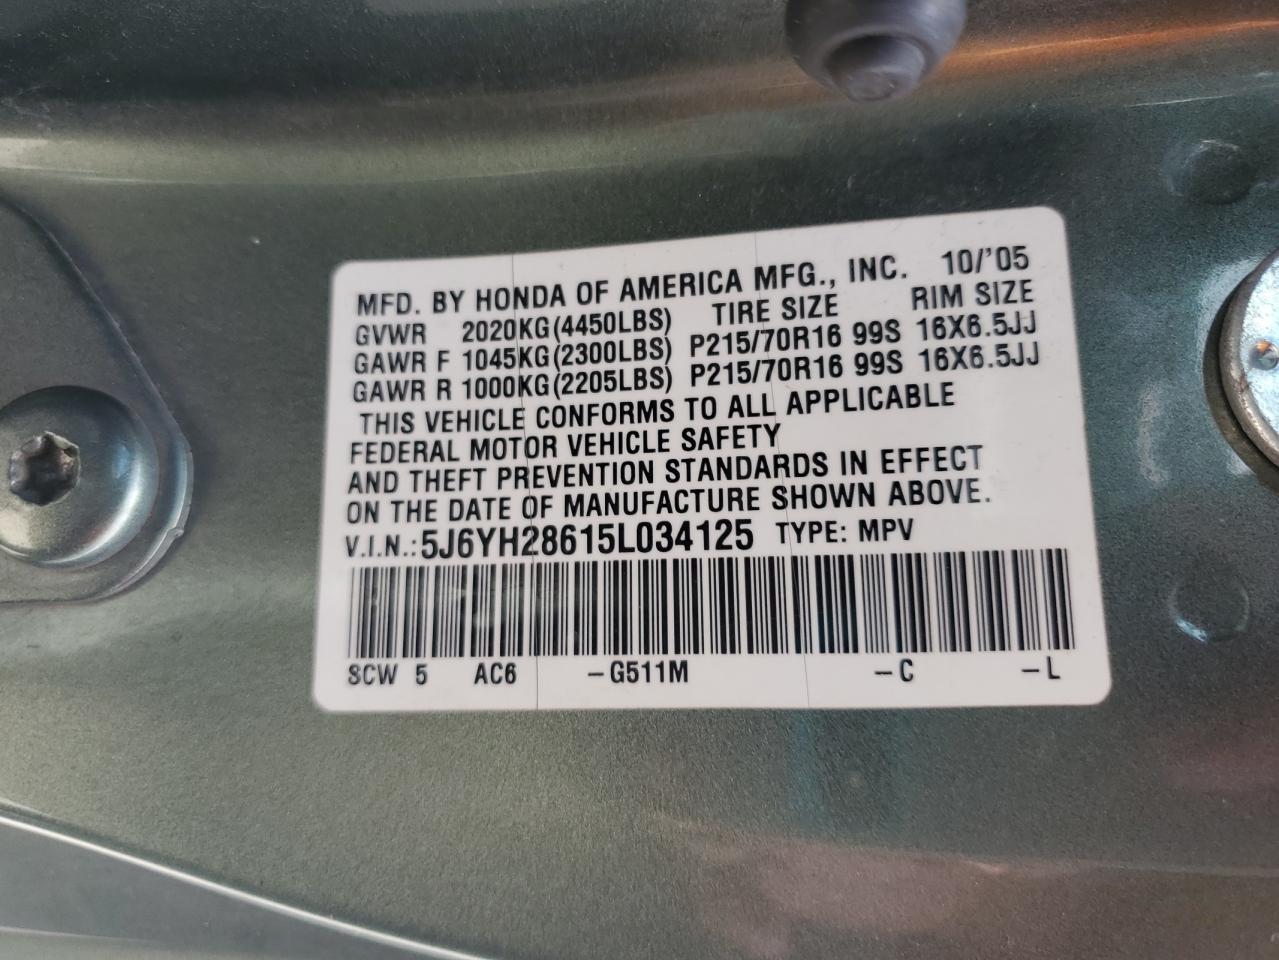 MFD. BY HONDA OF AMERICA MFG., INC. 10/'05
GVWR 2020KG(4450LBS) TIRE SIZE RIM SIZE
GAWR F 1045KG(2300LBS) P215/70R16 99S 16X6.5JJ
GAWR R 1000KG(2205LBS) P215/70R16 99S 16X6.5JJ
THIS VEHICLE CONFORMS TO ALL APPLICABLE
FEDERAL MOTOR VEHICLE SAFETY
AND THEFT PREVENTION STANDARDS IN EFFECT
ON THE DATE OF MANUFACTURE SHOWN ABOVE.
V.I.N.: 5J6YH28615L034125 TYPE: MPV
SCW 5 AC6 -G511M -C -L